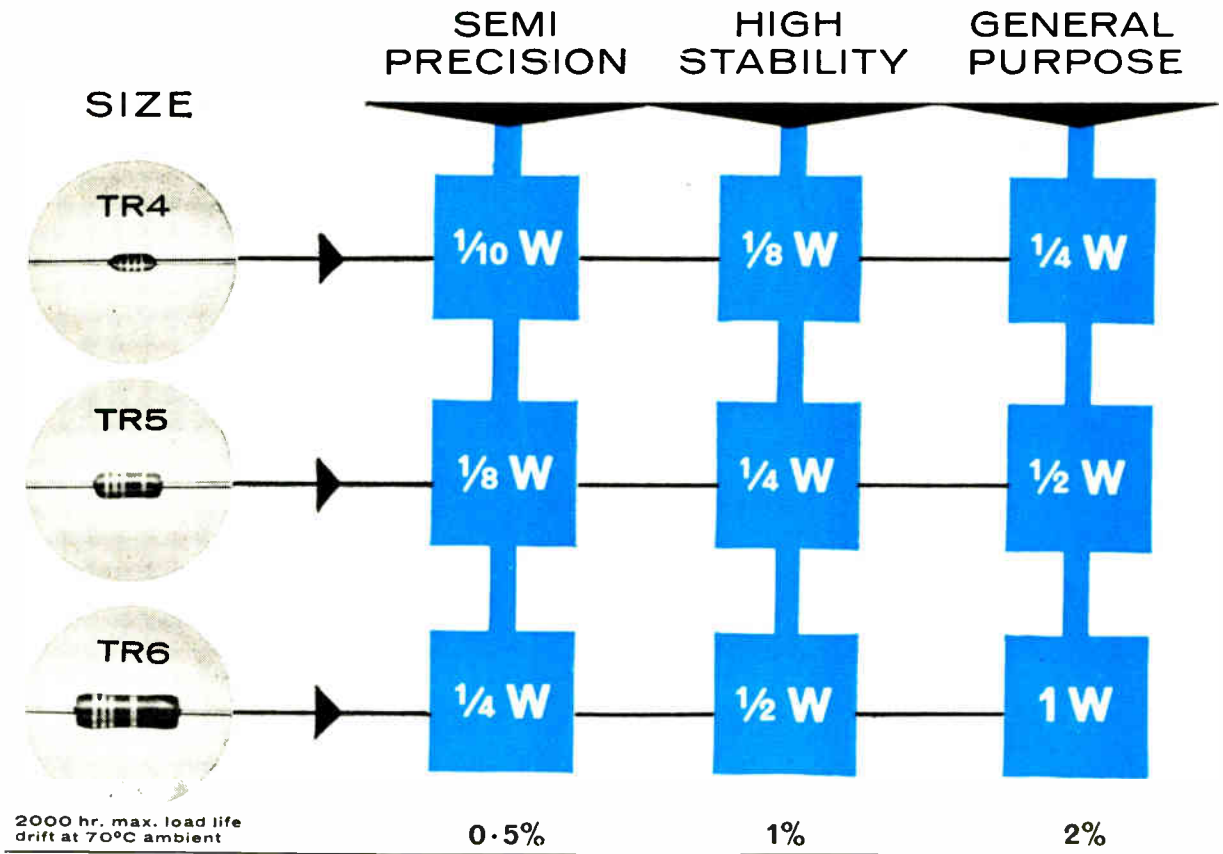 SEMI PRECISION
HIGH STABILITY
GENERAL PURPOSE
SIZE
TR4
1/10 W
1/8 W
1/4 W
TR5
1/8 W
1/4 W
1/2 W
TR6
1/4 W
1/2 W
1 W
2000 hr. max. load life
drift at 70°C ambient
0·5%
1%
2%